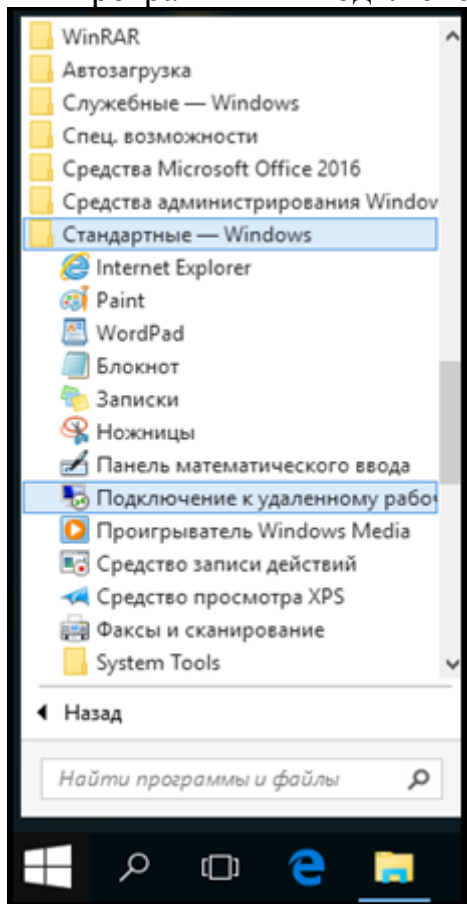 WinRAR
Автозагрузка
Служебные — Windows
Спец. возможности
Средства Microsoft Office 2016
Средства администрирования Window
Стандартные — Windows
Internet Explorer
Paint
WordPad
Блокнот
Записки
Ножницы
Панель математического ввода
Подключение к удаленному рабоч
Проигрыватель Windows Media
Средство записи действий
Средство просмотра XPS
Факсы и сканирование
System Tools
Назад
Найти программы и файлы